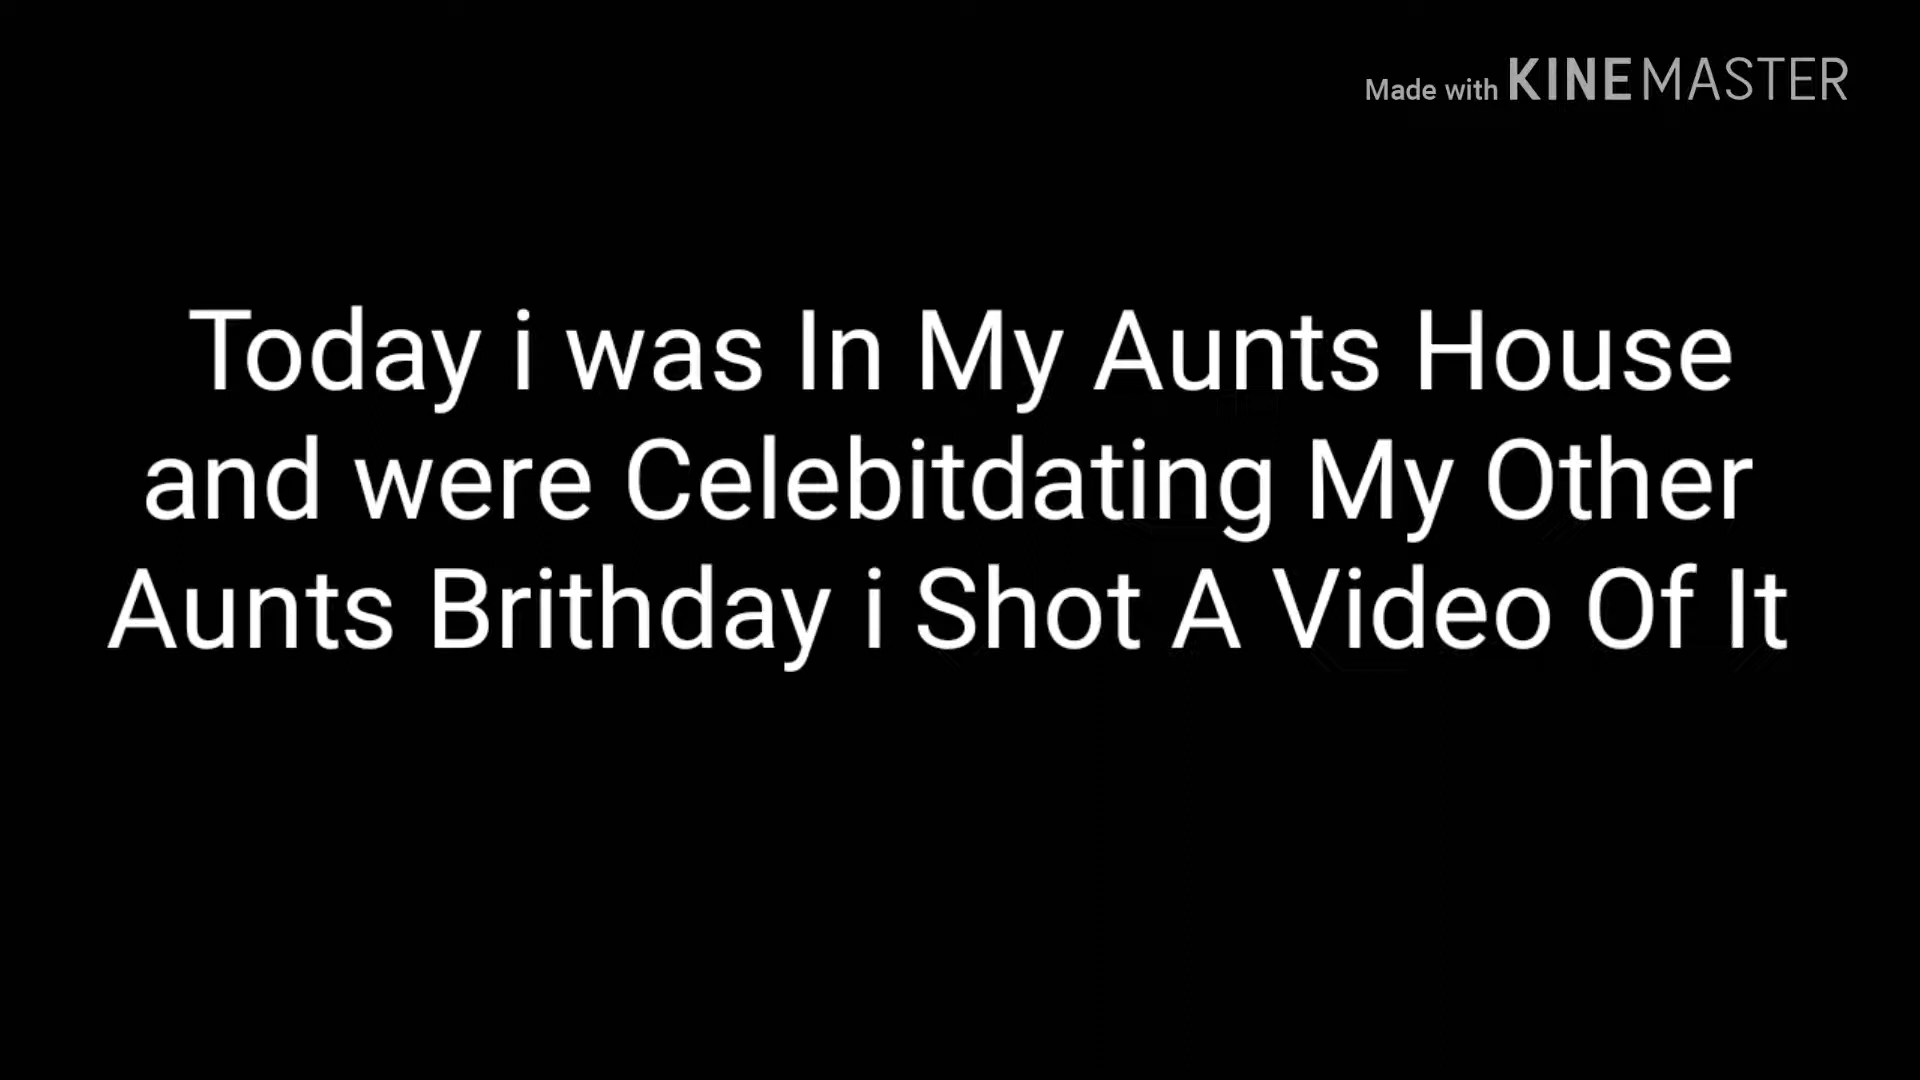 Made with KINEMASTER
Today i was In My Aunts House
and were Celebitdating My Other
Aunts Brithday i Shot A Video Of It